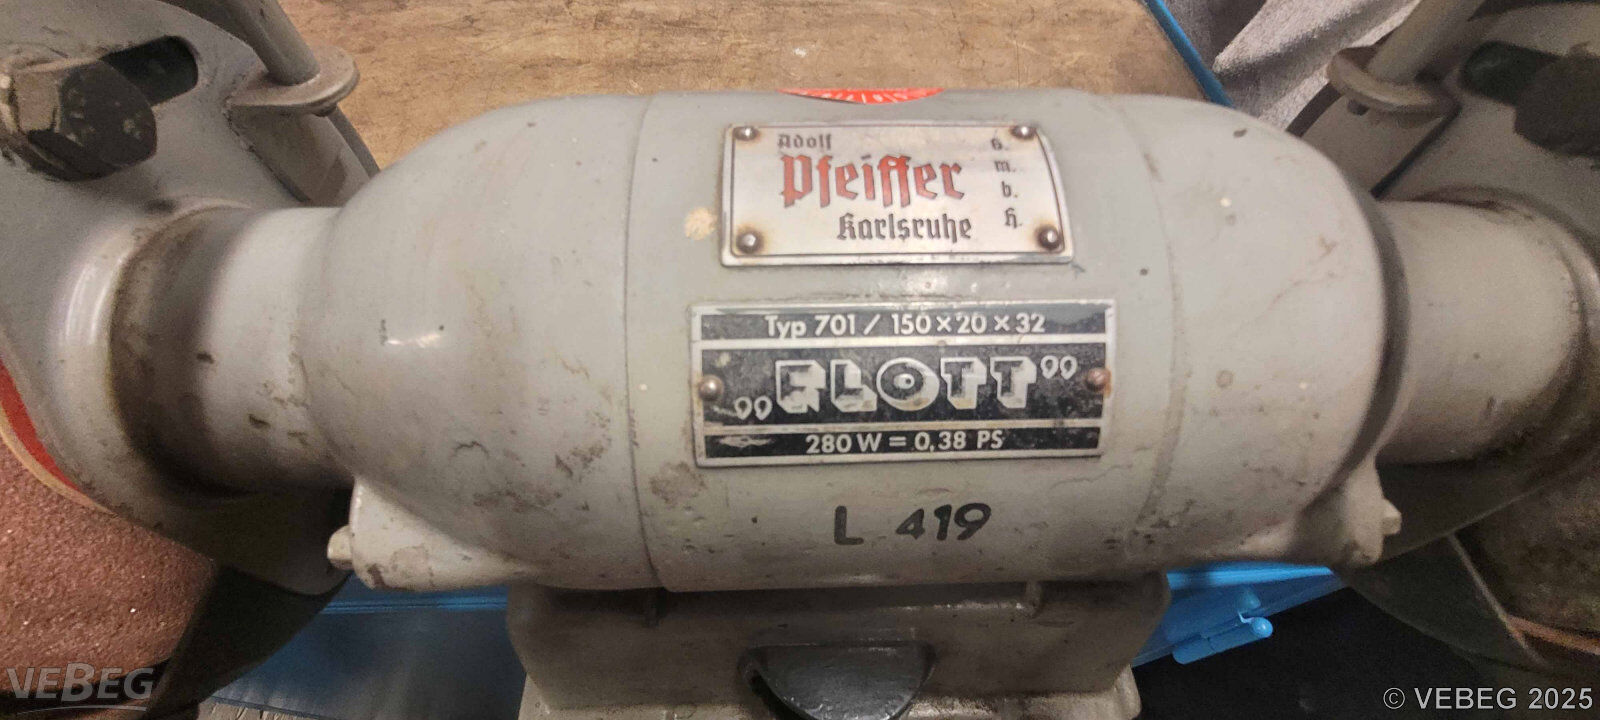 Adolf
Pfeiffer
Karlsruhe
G.
m.
b.
H.
Typ 701 / 150 × 20 × 32
„FLOTT“
280 W = 0,38 PS
L 419
VEBEG
© VEBEG 2025